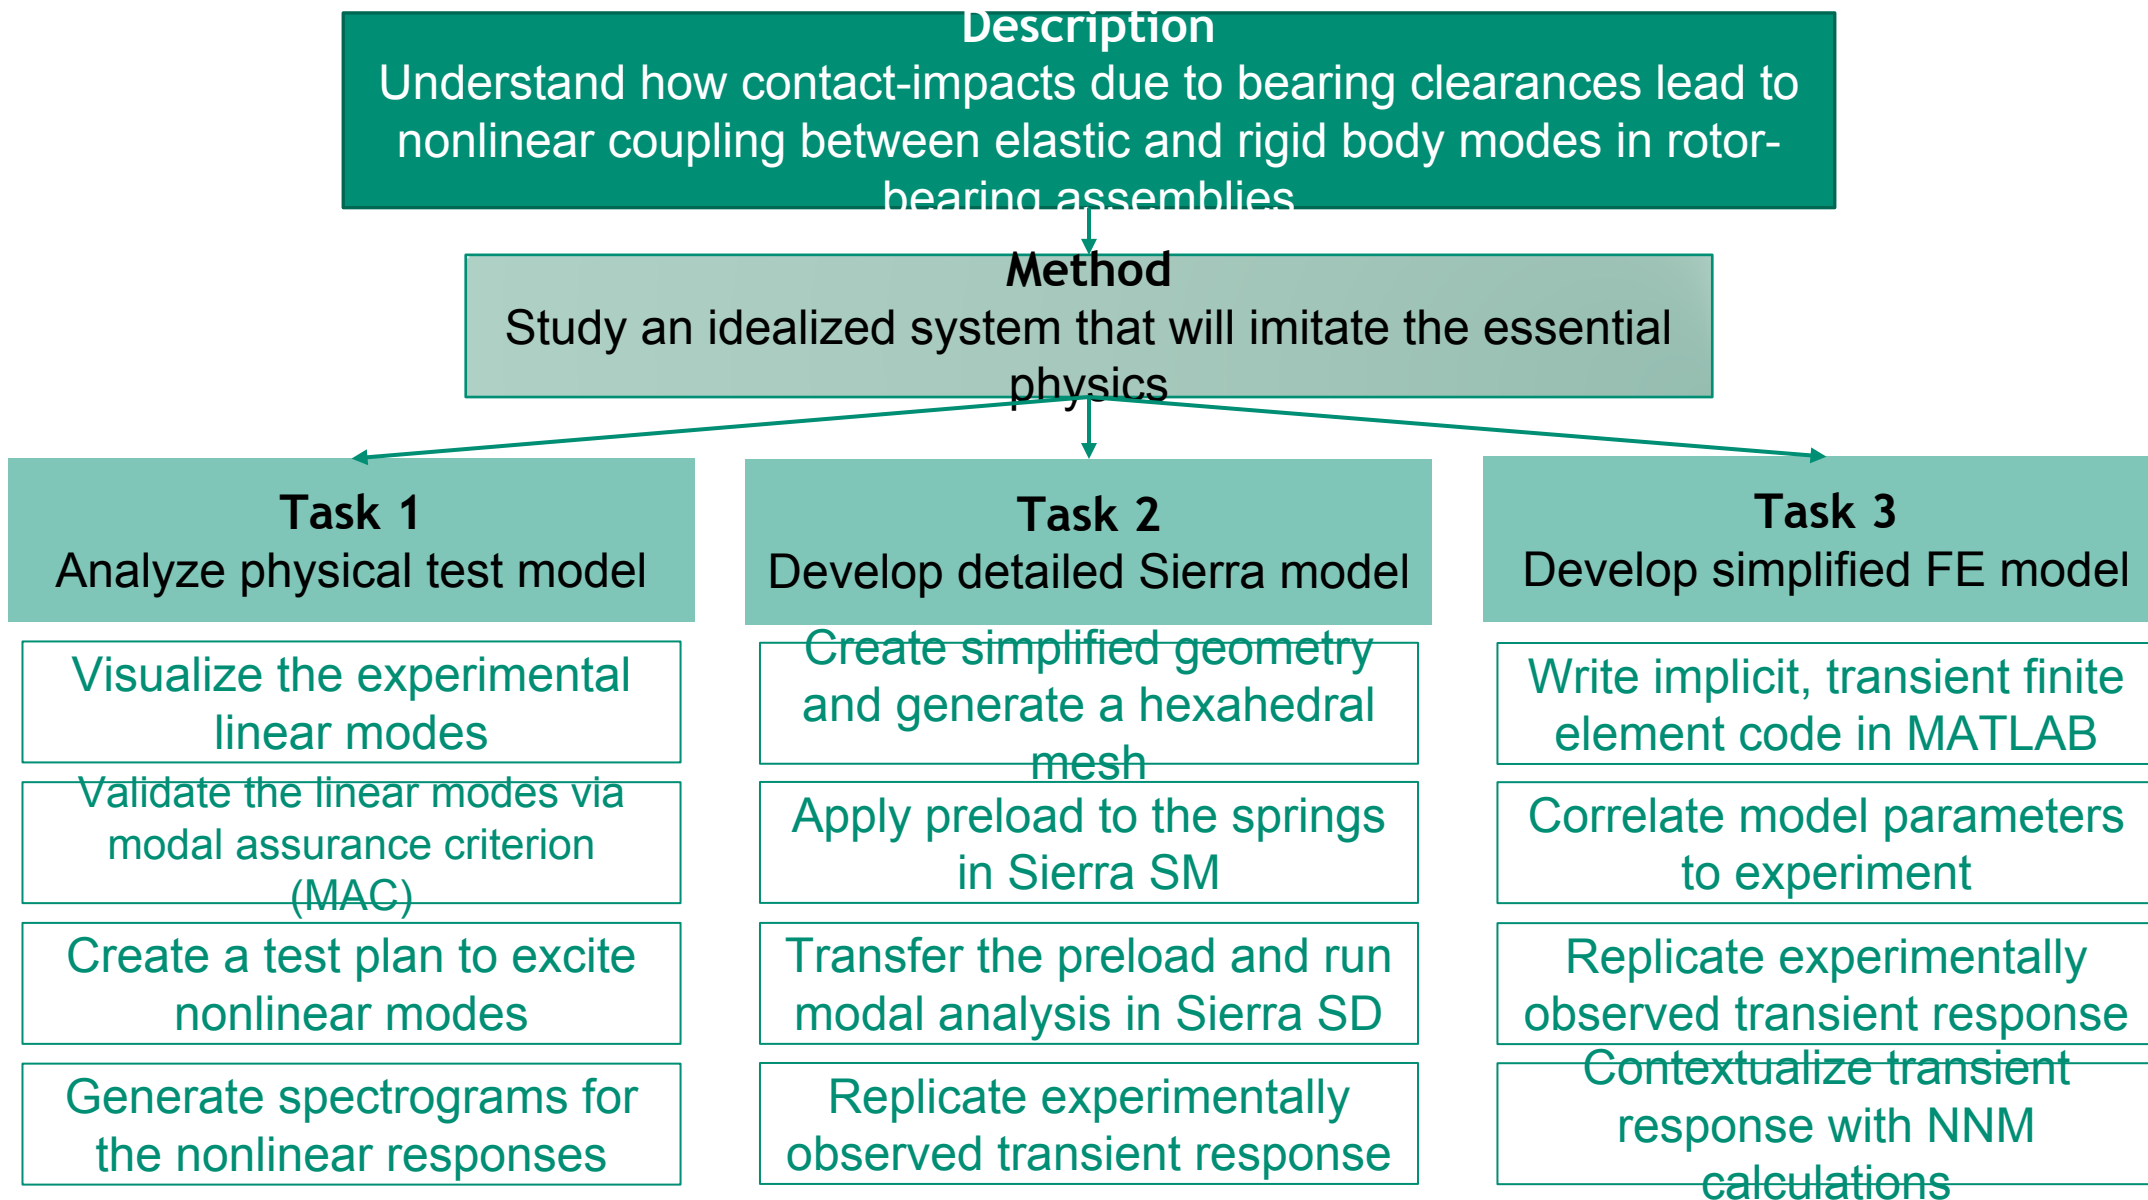 Description
Understand how contact-impacts due to bearing clearances lead to
nonlinear coupling between elastic and rigid body modes in rotor-
bearing assemblies
Method
Study an idealized system that will imitate the essential
physics
Task 1
Analyze physical test model
Visualize the experimental
linear modes
Validate the linear modes via
modal assurance criterion
(MAC)
Create a test plan to excite
nonlinear modes
Generate spectrograms for
the nonlinear responses
Task 2
Develop detailed Sierra model
Create simplified geometry
and generate a hexahedral
mesh
Apply preload to the springs
in Sierra SM
Transfer the preload and run
modal analysis in Sierra SD
Replicate experimentally
observed transient response
Task 3
Develop simplified FE model
Write implicit, transient finite
element code in MATLAB
Correlate model parameters
to experiment
Replicate experimentally
observed transient response
Contextualize transient
response with NNM
calculations